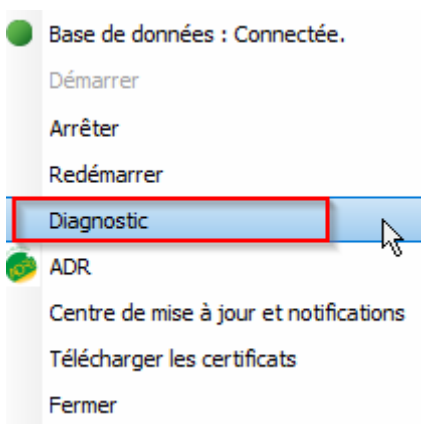 Base de données : Connectée.
Démarrer
Arrêter
Redémarrer
Diagnostic
ADR
Centre de mise à jour et notifications
Télécharger les certificats
Fermer